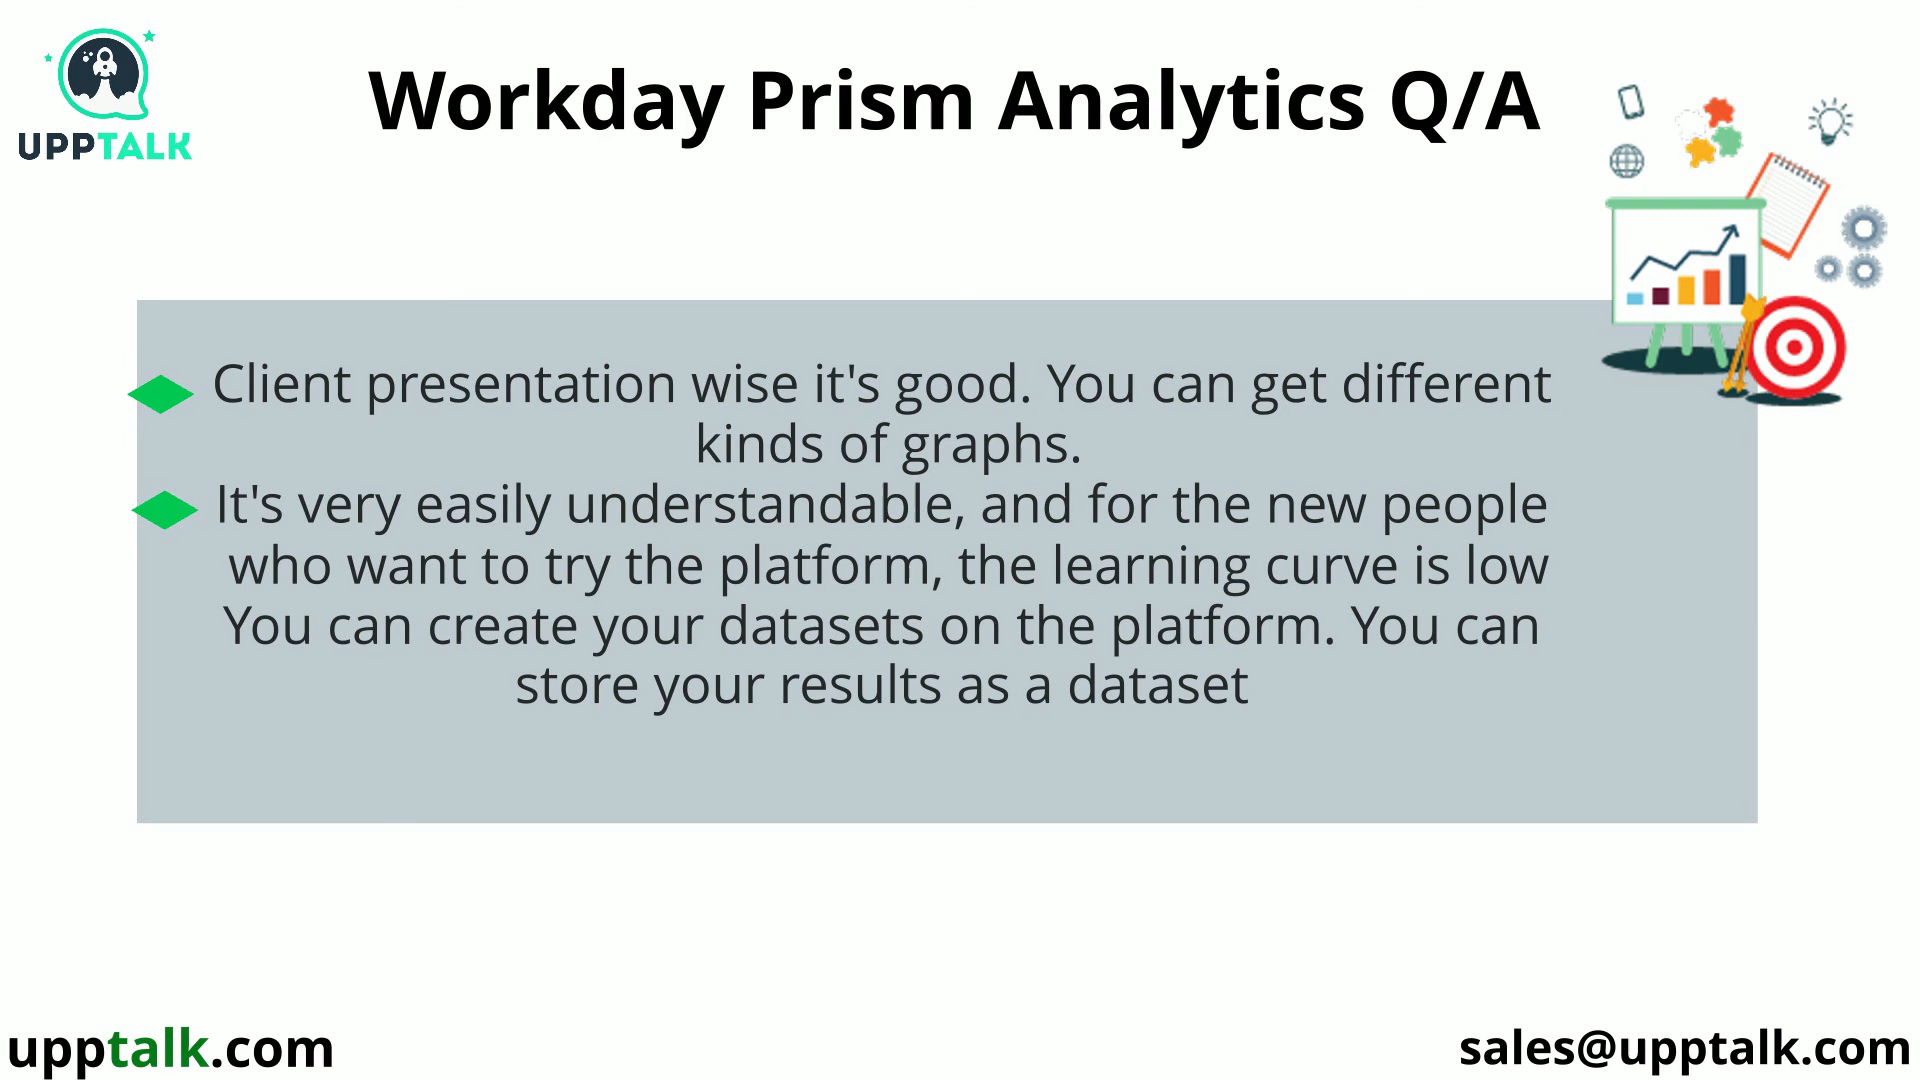 UPPTALK
Workday Prism Analytics Q/A
Client presentation wise it's good. You can get different
kinds of graphs.
It's very easily understandable, and for the new people
who want to try the platform, the learning curve is low
You can create your datasets on the platform. You can
store your results as a dataset
upptalk.com
sales@upptalk.com